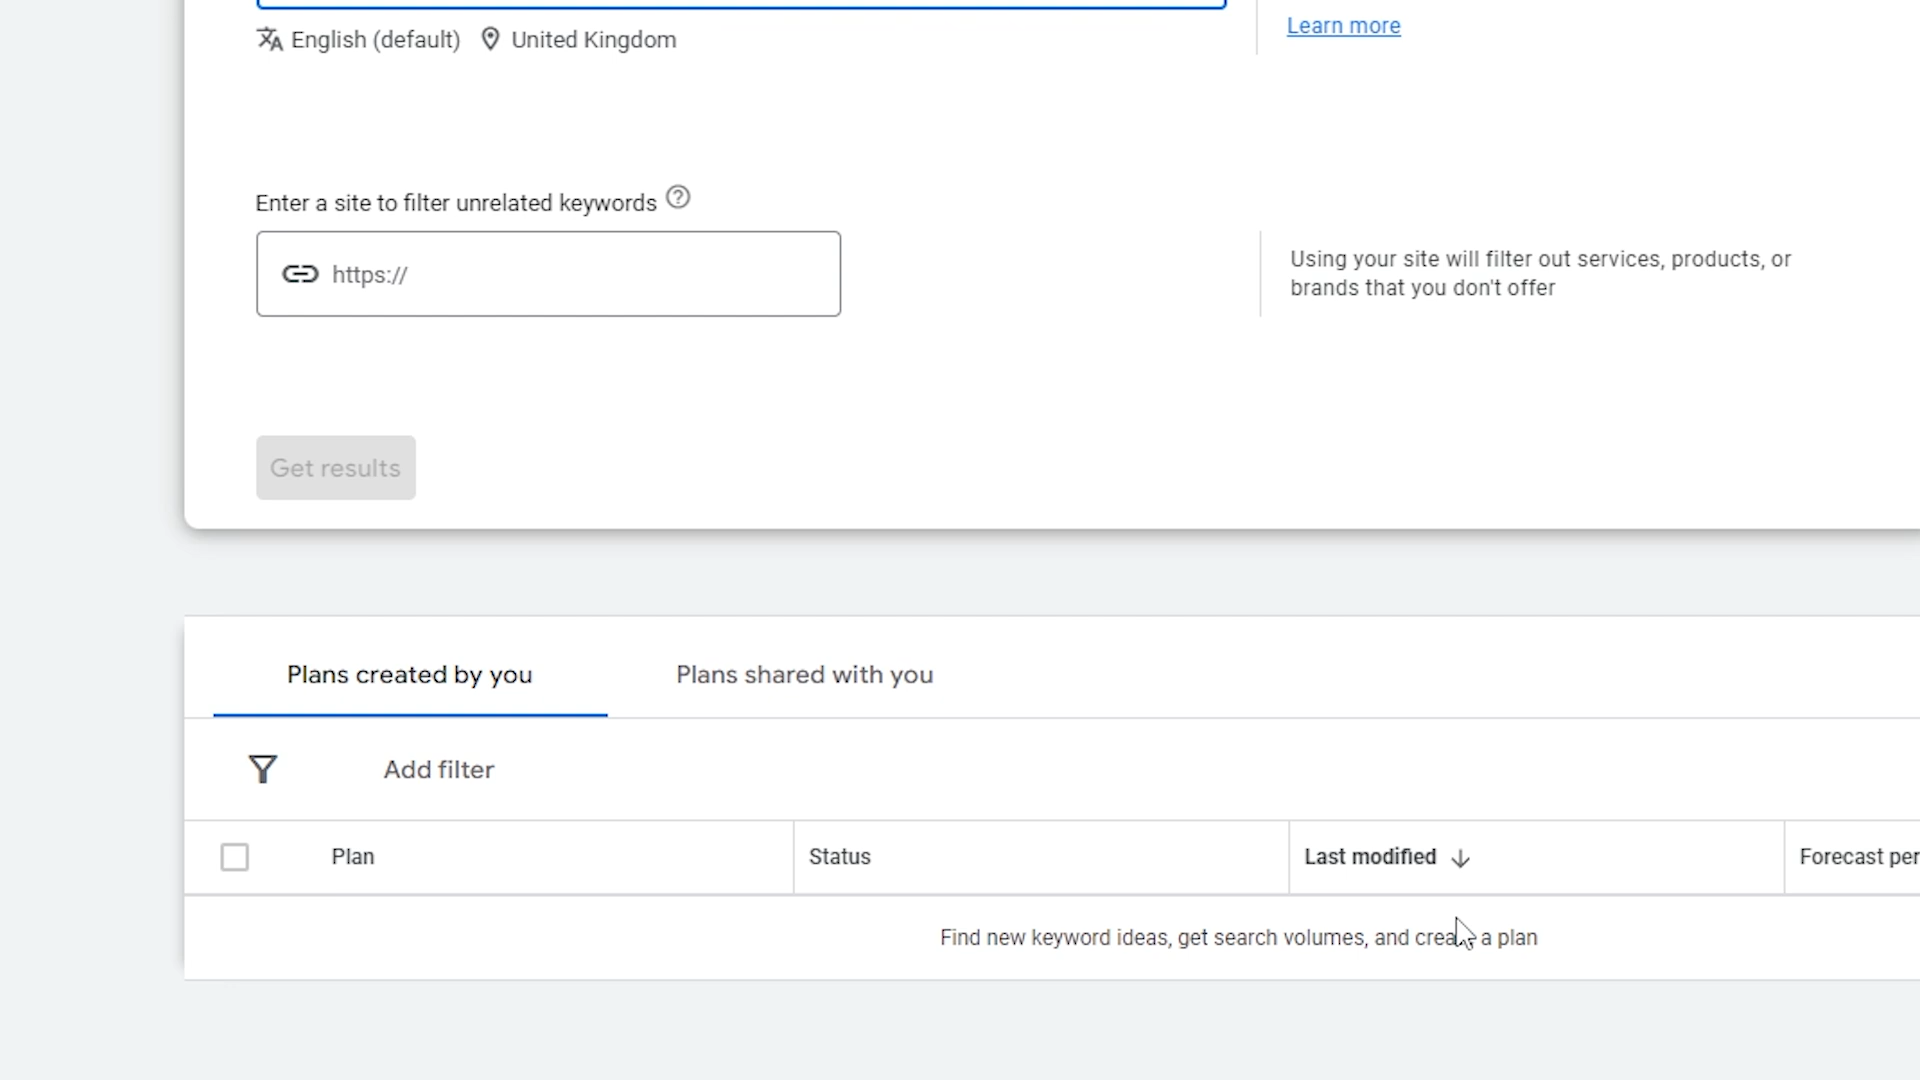 Learn more
English (default) United Kingdom
Enter a site to filter unrelated keywords
https://
Using your site will filter out services, products, or
brands that you don't offer
Get results
Plans created by you Plans shared with you
Add filter
Plan Status Last modified Forecast per
Find new keyword ideas, get search volumes, and a plan